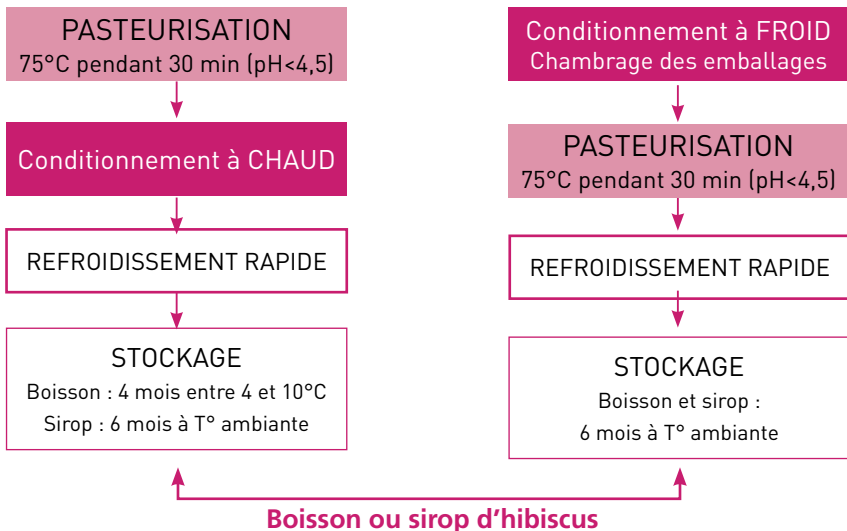 PASTEURISATION
75°C pendant 30 min (pH<4,5)
Conditionnement à CHAUD
REFROIDISSEMENT RAPIDE
STOCKAGE
Boisson : 4 mois entre 4 et 10°C
Sirop : 6 mois à T° ambiante
Conditionnement à FROID
Chambrage des emballages
PASTEURISATION
75°C pendant 30 min (pH<4,5)
REFROIDISSEMENT RAPIDE
STOCKAGE
Boisson et sirop :
6 mois à T° ambiante
Boisson ou sirop d'hibiscus